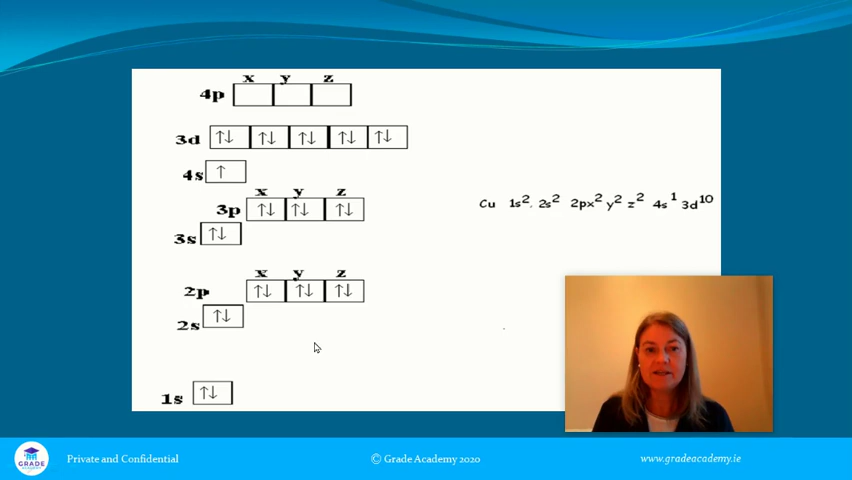 x y z
4p
3d ↑↓ ↑↓ ↑↓ ↑↓ ↑↓
4s ↑
x y z
3p ↑↓ ↑↓ ↑↓
3s ↑↓
Cu 1s². 2s² 2px² y² z² 4s¹ 3d¹⁰
x y z
2p ↑↓ ↑↓ ↑↓
2s ↑↓
1s ↑↓
GRADE
ACADEMY
Private and Confidential
© Grade Academy 2020
www.gradeacademy.ie